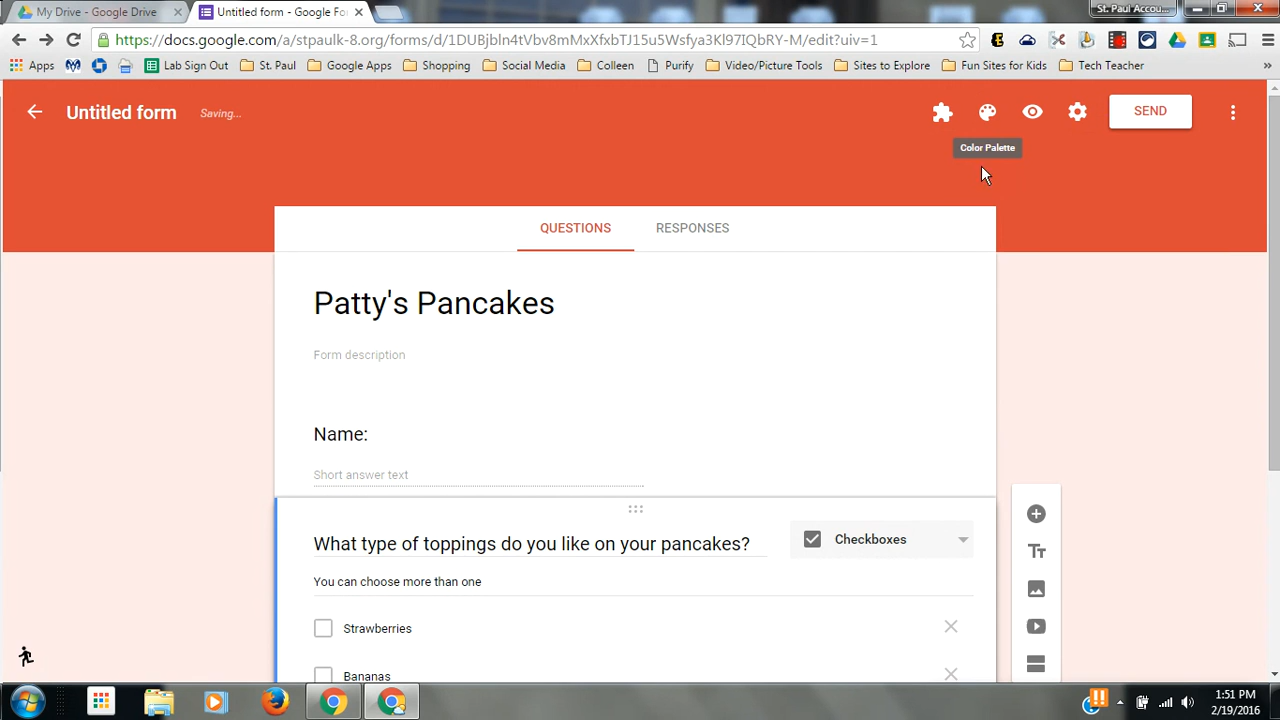 My Drive - Google Drive
Untitled form - Google Fo
St. Paul Accou...
https://docs.google.com/a/stpaulk-8.org/forms/d/1DUBjbln4tVbv8mMxXfxbTJ15u5Wsfya3Kl97IQbRY-M/edit?uiv=1
Apps
Lab Sign Out
St. Paul
Google Apps
Shopping
Social Media
Colleen
Purify
Video/Picture Tools
Sites to Explore
Fun Sites for Kids
Tech Teacher
»
Untitled form
Saving...
SEND
Color Palette
QUESTIONS
RESPONSES
Patty's Pancakes
Form description
Name:
Short answer text
What type of toppings do you like on your pancakes?
Checkboxes
You can choose more than one
Strawberries
Bananas
1:51 PM
2/19/2016